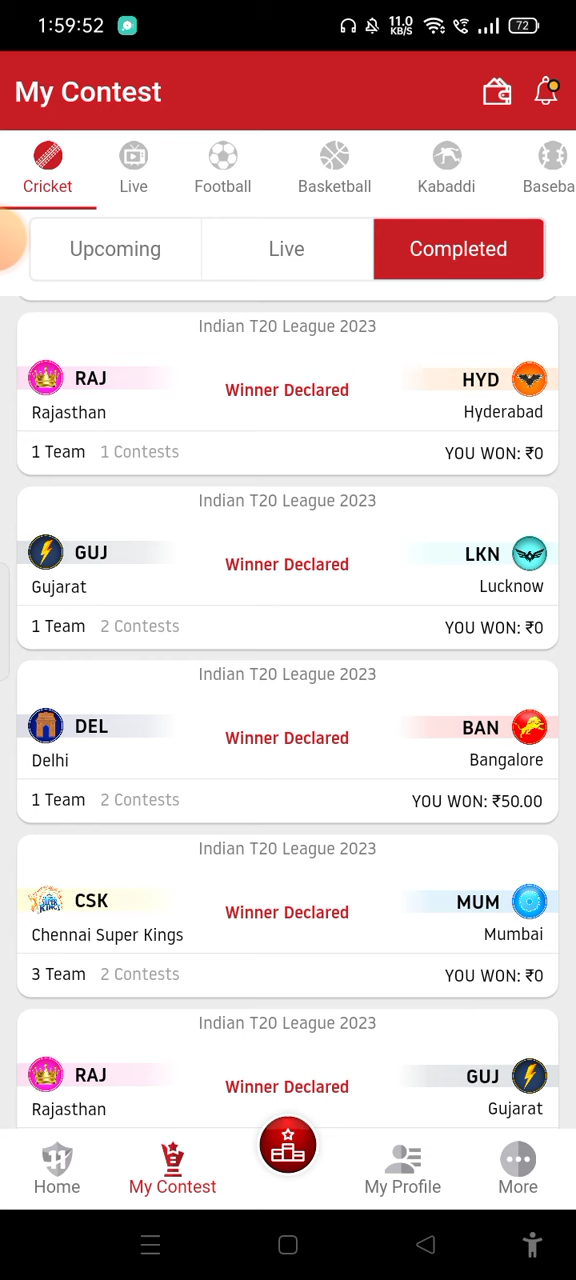 1:59:52
11.0
KB/S
72
My Contest
Cricket
Live
Football
Basketball
Kabaddi
Baseba
Upcoming
Live
Completed
Indian T20 League 2023
RAJ
Winner Declared
HYD
Rajasthan
Hyderabad
1 Team 1 Contests
YOU WON: ₹0
Indian T20 League 2023
GUJ
Winner Declared
LKN
Gujarat
Lucknow
1 Team 2 Contests
YOU WON: ₹0
Indian T20 League 2023
DEL
Winner Declared
BAN
Delhi
Bangalore
1 Team 2 Contests
YOU WON: ₹50.00
Indian T20 League 2023
CSK
Winner Declared
MUM
Chennai Super Kings
Mumbai
3 Team 2 Contests
YOU WON: ₹0
Indian T20 League 2023
RAJ
Winner Declared
GUJ
Rajasthan
Gujarat
11
Home
My Contest
My Profile
More